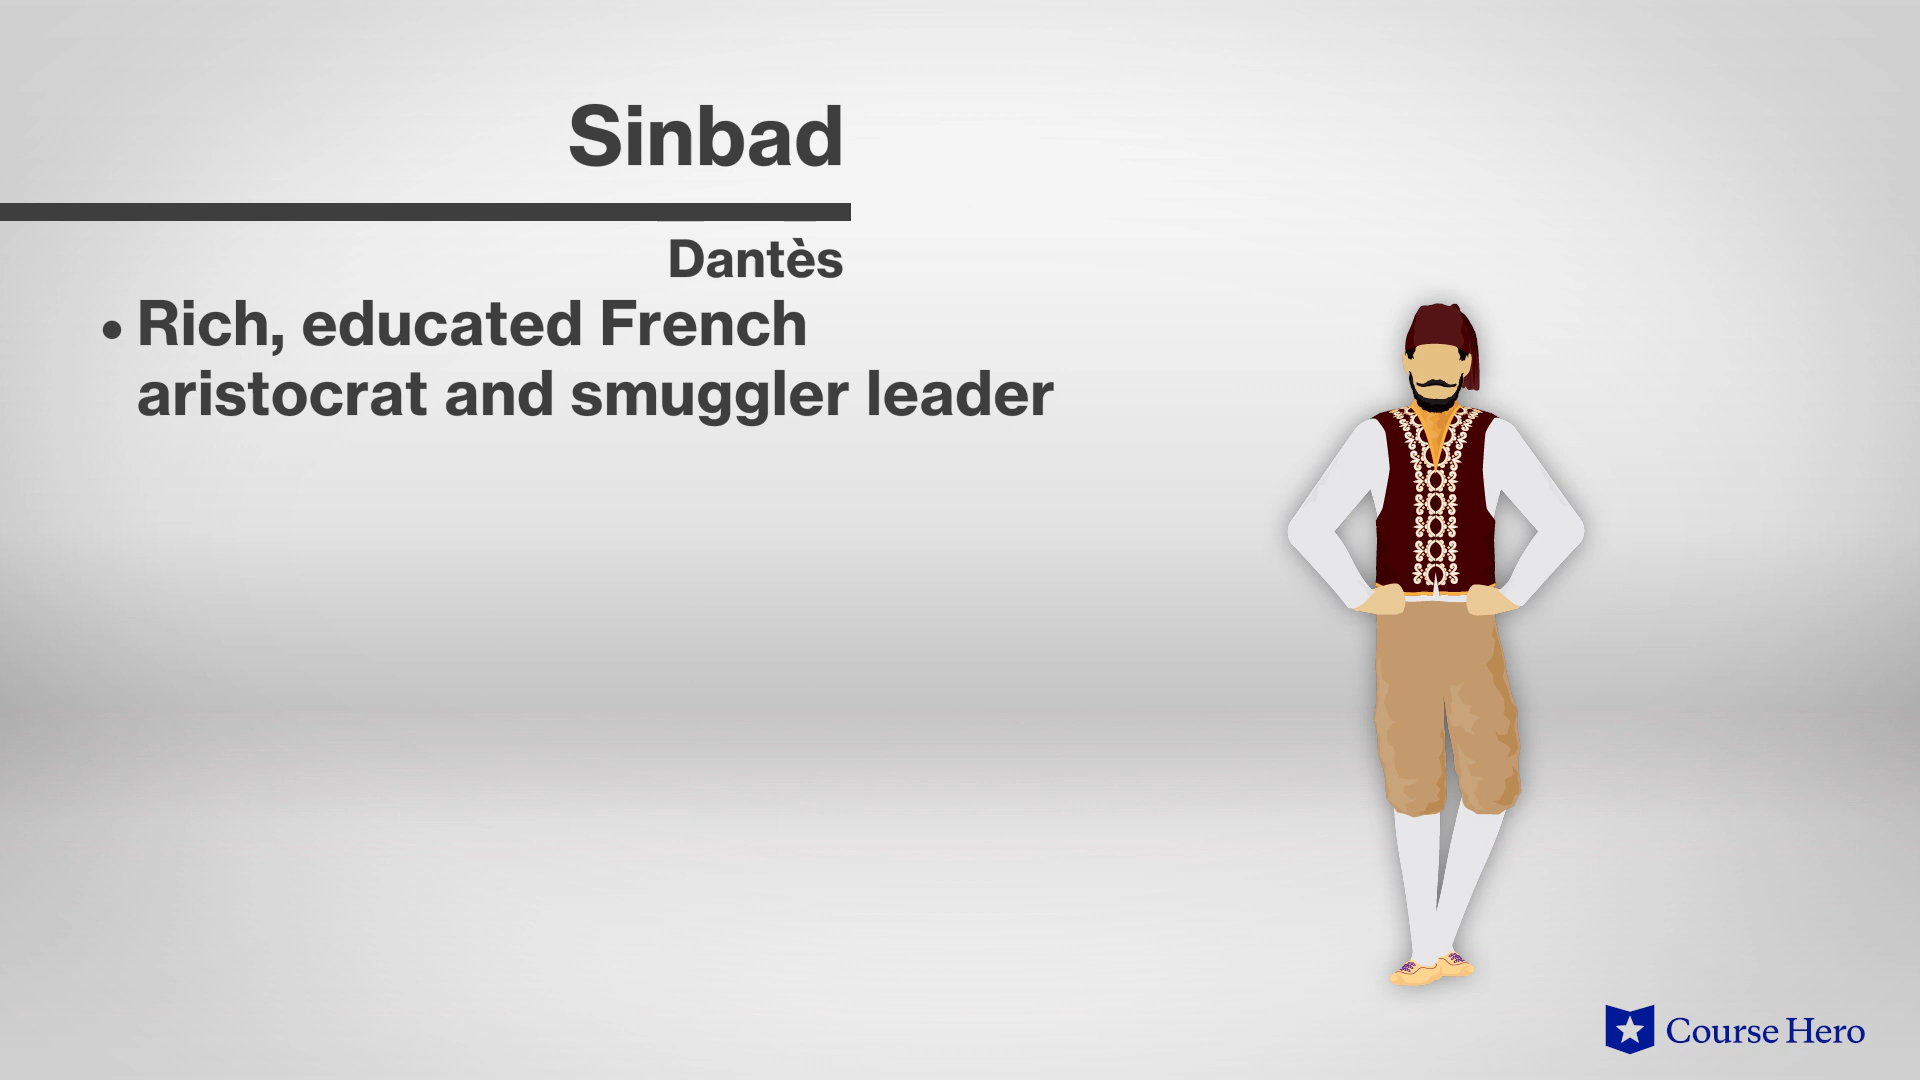 Sinbad
Dantès
• Rich, educated French
aristocrat and smuggler leader
Course Hero